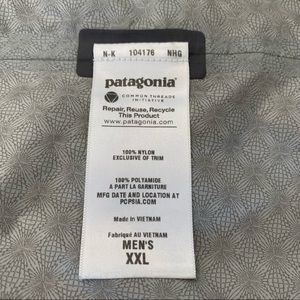 N-K 104176 NHG
patagonia®
COMMON THREADS
INITIATIVE
Repair, Reuse, Recycle
This Product
www.patagonia.com
100% NYLON
EXCLUSIVE OF TRIM
100% POLYAMIDE
A PART LA GARNITURE
MFG DATE AND LOCATION AT
PCPSIA.COM
Made in VIETNAM
Fabriqué AU VIETNAM
MEN'S
XXL